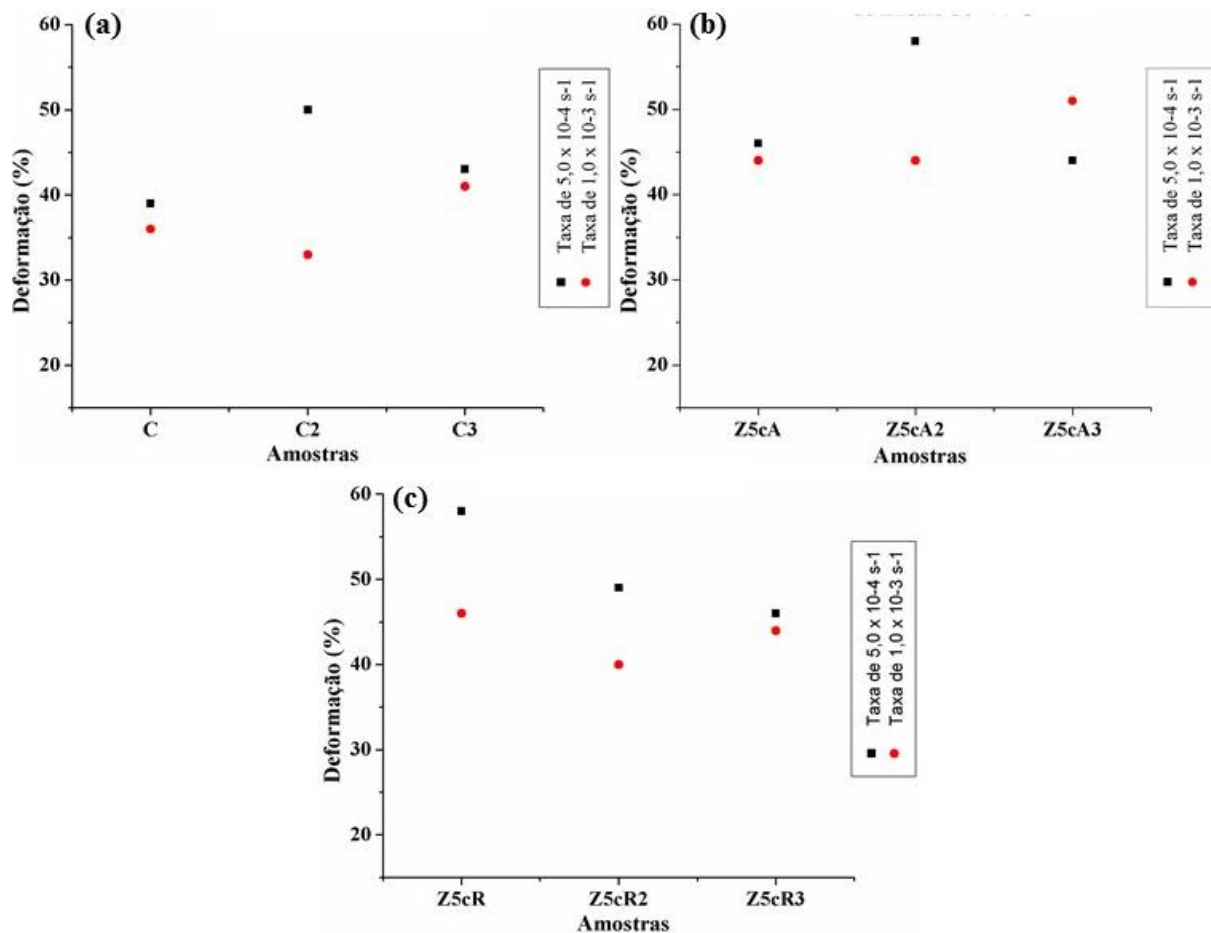 (a)
60
50
40
30
20
Deformação (%)
C
C2
C3
Amostras
Taxa de 5,0 x 10-4 s-1
Taxa de 1,0 x 10-3 s-1
(b)
60
50
40
30
20
Deformação (%)
Z5cA
Z5cA2
Z5cA3
Amostras
Taxa de 5,0 x 10-4 s-1
Taxa de 1,0 x 10-3 s-1
(c)
60
50
40
30
20
Deformação (%)
Z5cR
Z5cR2
Z5cR3
Amostras
Taxa de 5,0 x 10-4 s-1
Taxa de 1,0 x 10-3 s-1